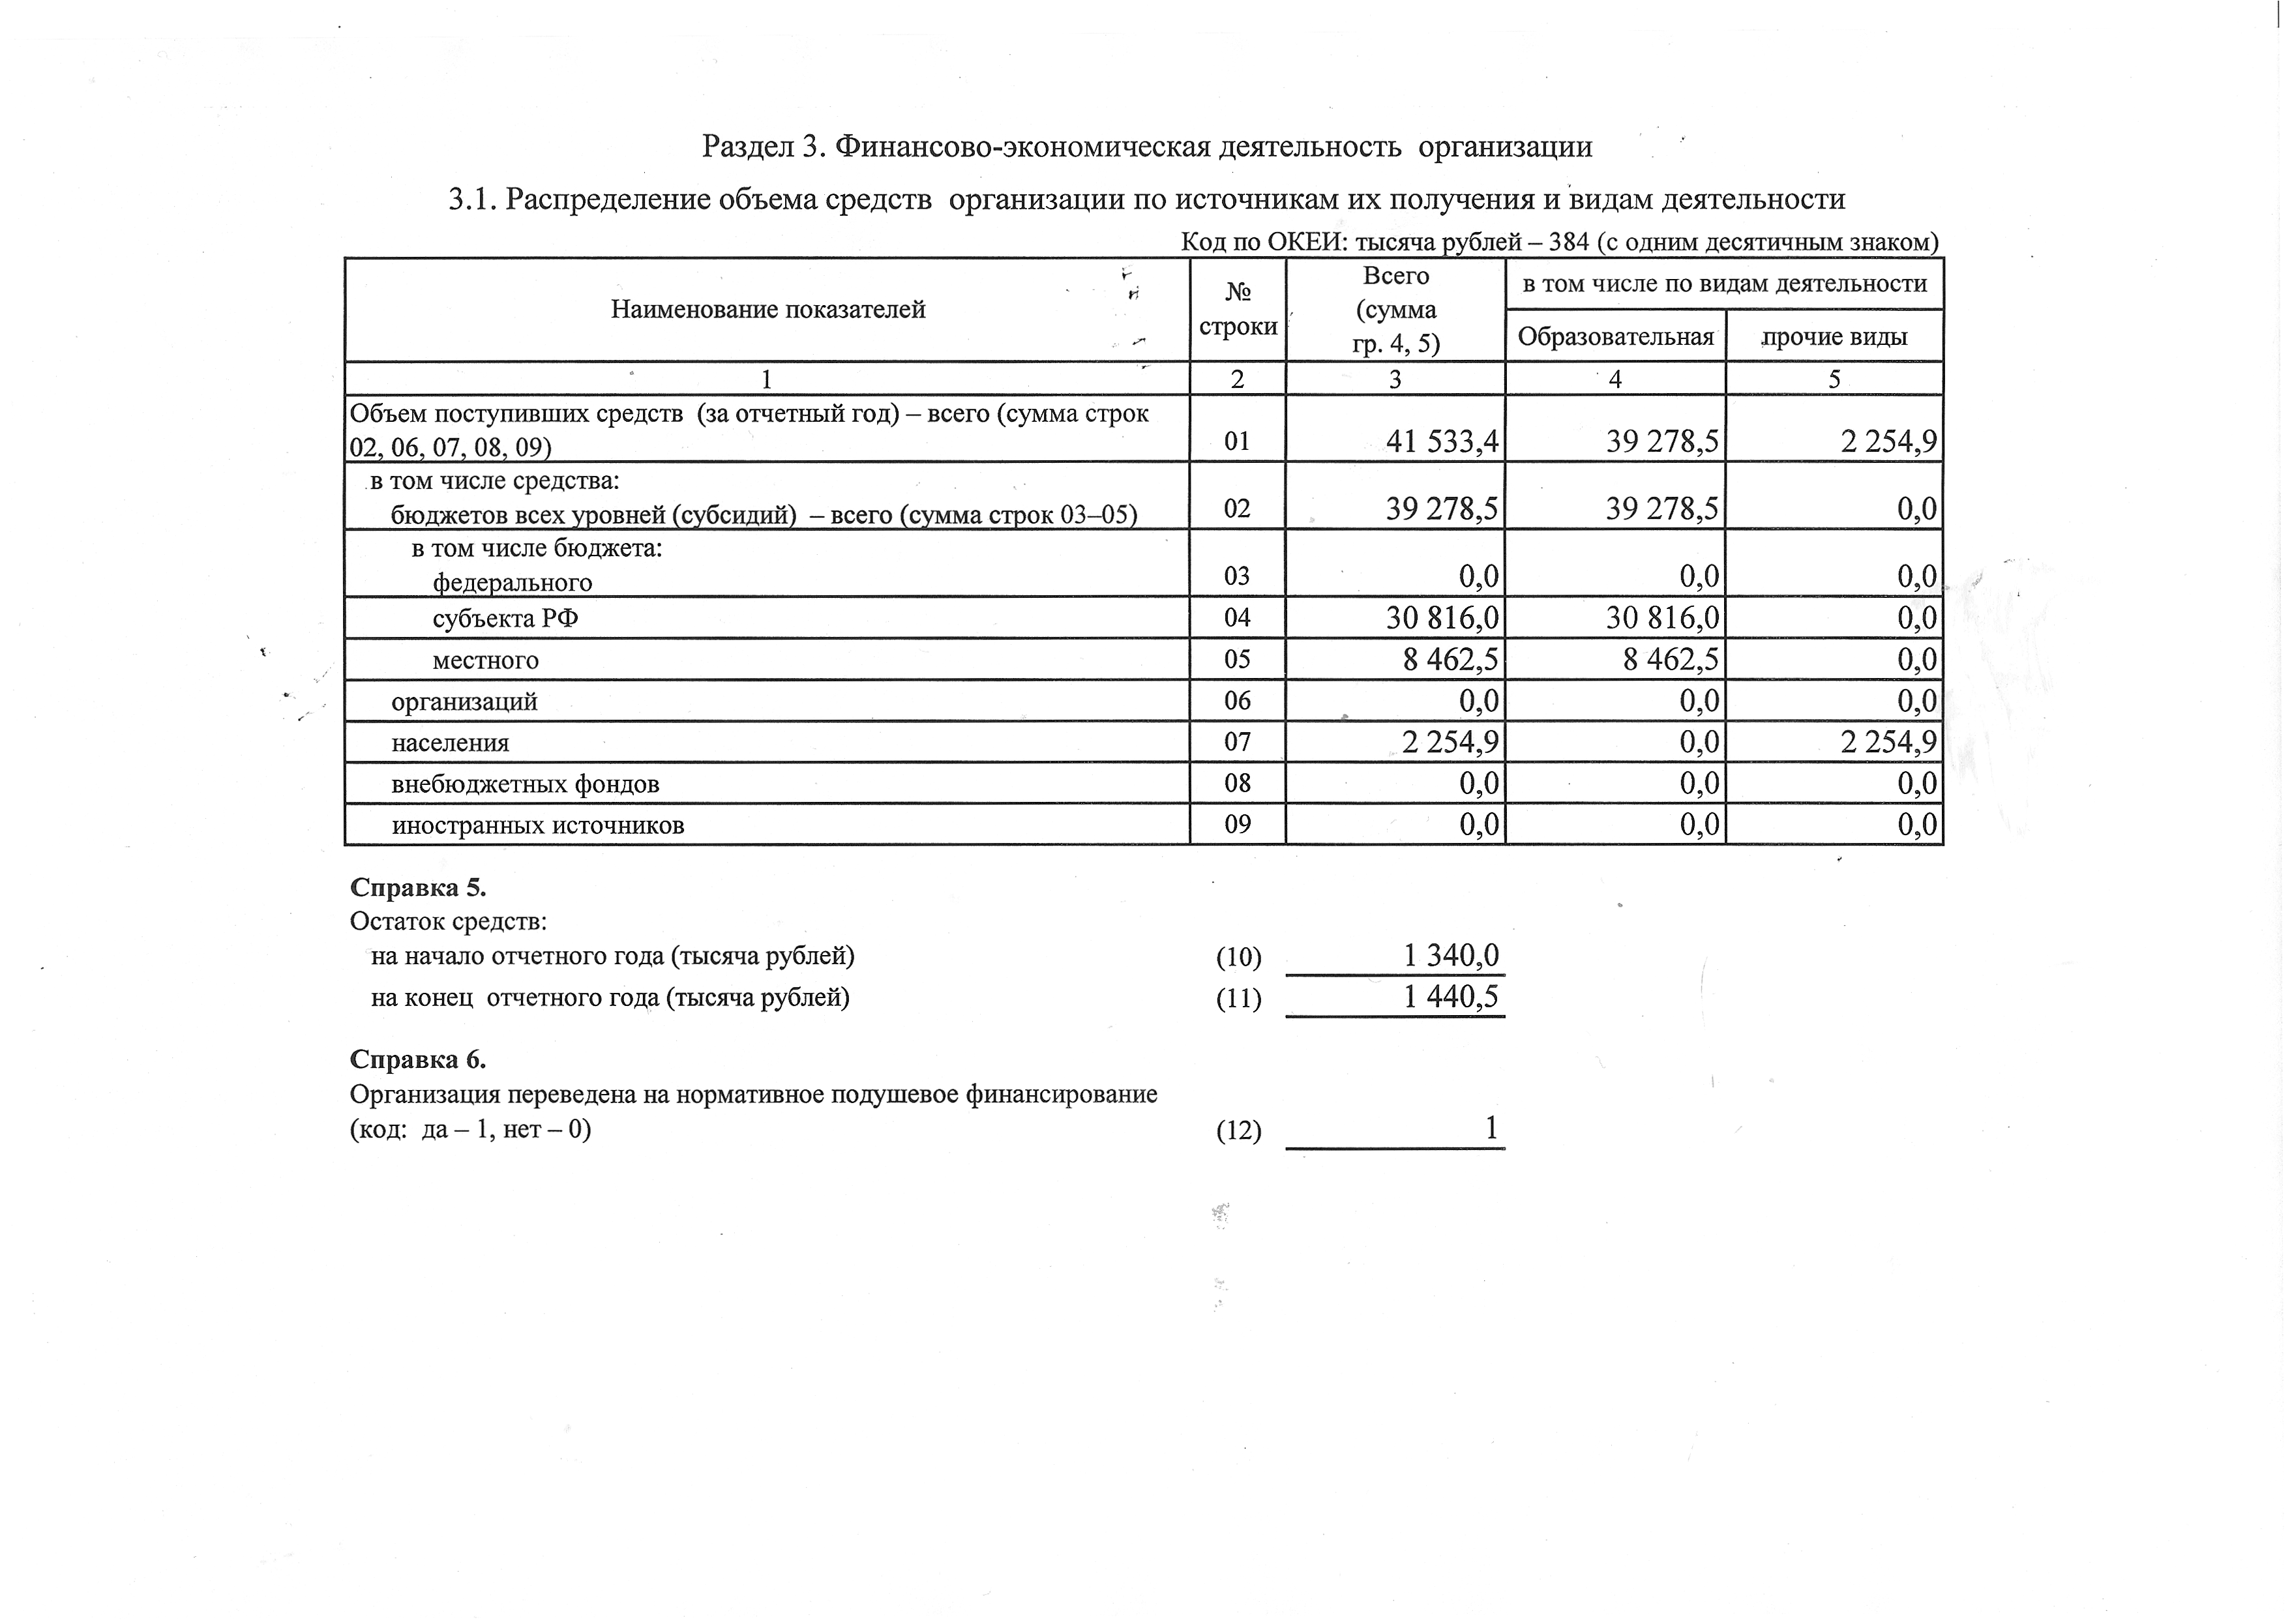 Раздел 3. Финансово-экономическая деятельность организации
3.1. Распределение объема средств организации по источникам их получения и видам деятельности
Код по ОКЕИ: тысяча рублей – 384 (с одним десятичным знаком)
Наименование показателей
№
строки
Всего
(сумма
гр. 4, 5)
в том числе по видам деятельности
Образовательная
прочие виды
1 2 3 4 5
Объем поступивших средств (за отчетный год) – всего (сумма строк
02, 06, 07, 08, 09) 01 41 533,4 39 278,5 2 254,9
в том числе средства:
бюджетов всех уровней (субсидий) – всего (сумма строк 03–05) 02 39 278,5 39 278,5 0,0
в том числе бюджета:
федерального 03 0,0 0,0 0,0
субъекта РФ 04 30 816,0 30 816,0 0,0
местного 05 8 462,5 8 462,5 0,0
организаций 06 0,0 0,0 0,0
населения 07 2 254,9 0,0 2 254,9
внебюджетных фондов 08 0,0 0,0 0,0
иностранных источников 09 0,0 0,0 0,0
Справка 5.
Остаток средств:
на начало отчетного года (тысяча рублей) (10) 1 340,0
на конец отчетного года (тысяча рублей) (11) 1 440,5
Справка 6.
Организация переведена на нормативное подушевое финансирование
(код: да – 1, нет – 0) (12) 1